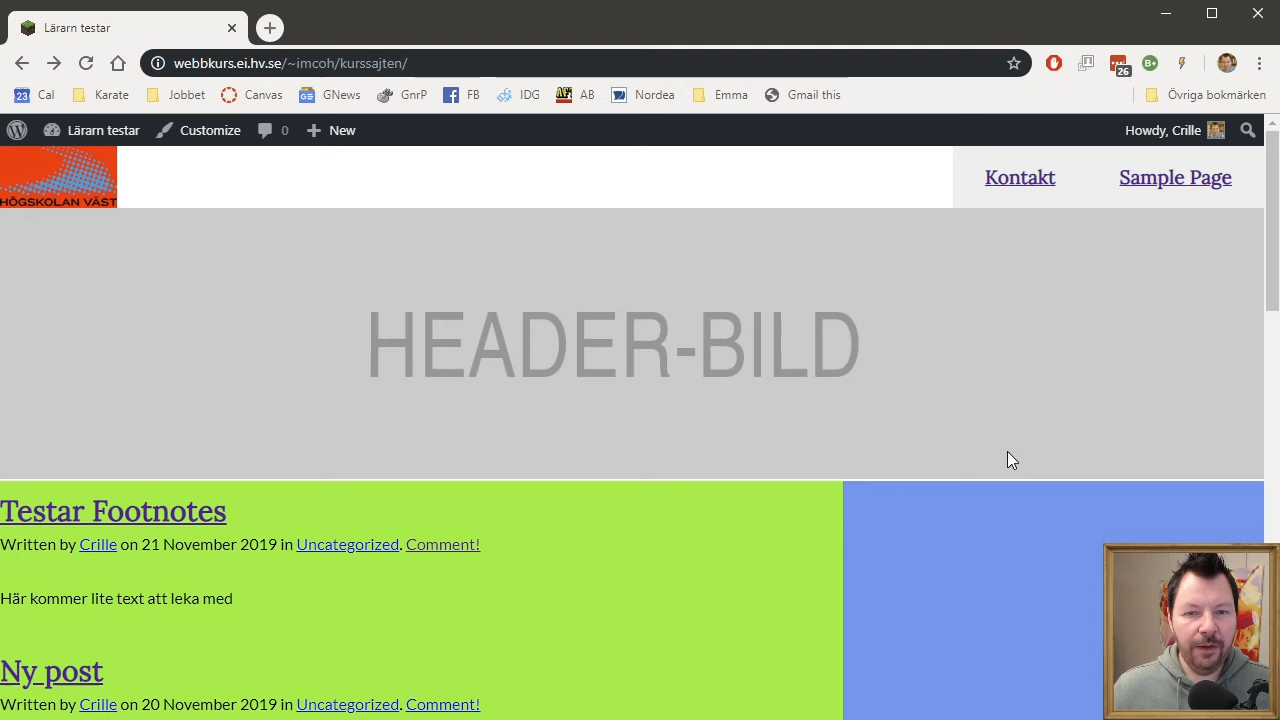 Lärarn testar
webbkurs.ei.hv.se/~imcoh/kurssajten/
26
B+
23 Cal Karate Jobbet Canvas GNews GnrP FB IDG AB Nordea Emma Gmail this Övriga bokmärken
Lärarn testar Customize 0 New Howdy, Crille
HÖGSKOLAN VÄST
Kontakt Sample Page
HEADER-BILD
Testar Footnotes
Written by Crille on 21 November 2019 in Uncategorized. Comment!
Här kommer lite text att leka med
Ny post
Written by Crille on 20 November 2019 in Uncategorized. Comment!